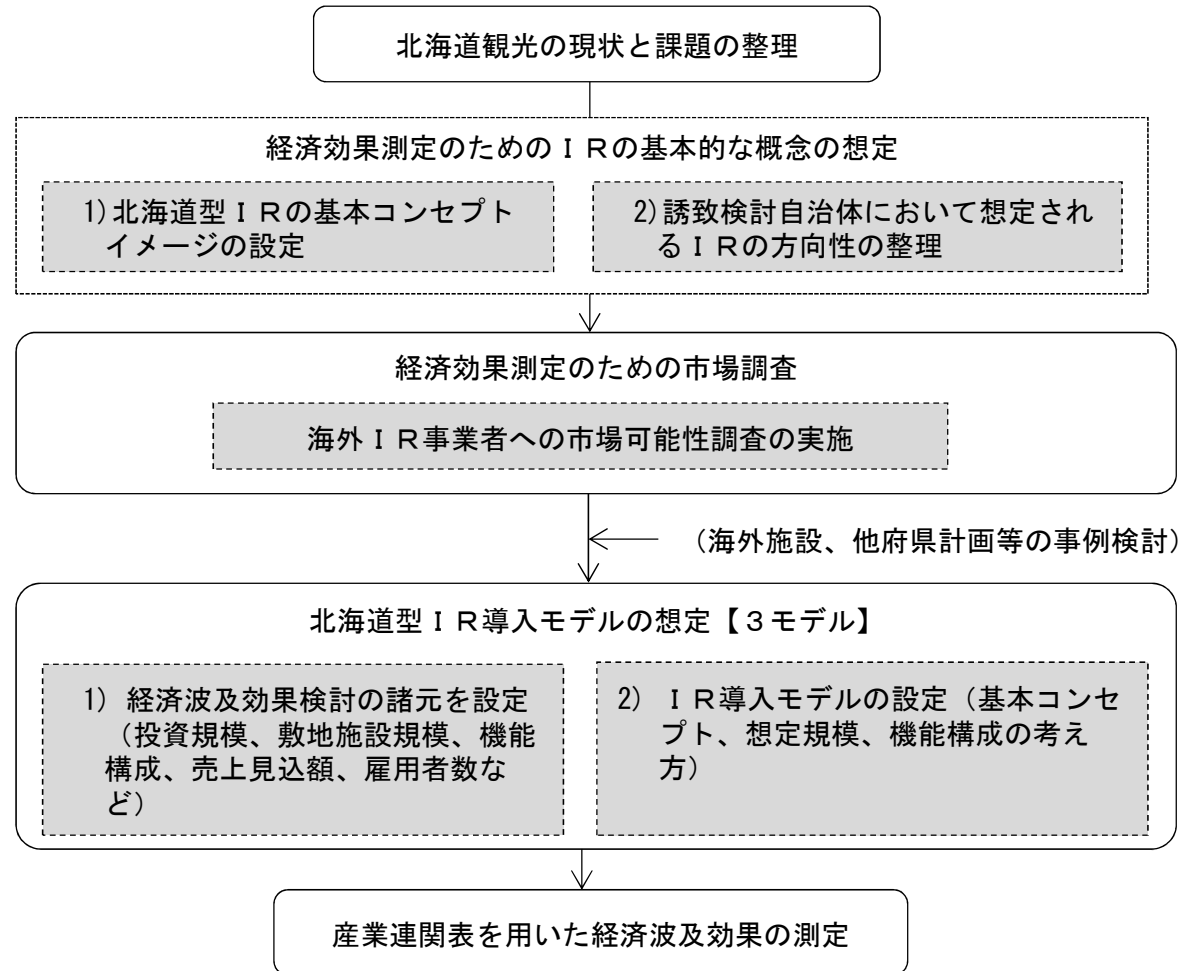 北海道観光の現状と課題の整理
経済効果測定のためのＩＲの基本的な概念の想定
1)北海道型ＩＲの基本コンセプト
イメージの設定
2)誘致検討自治体において想定され
るＩＲの方向性の整理
経済効果測定のための市場調査
海外ＩＲ事業者への市場可能性調査の実施
（海外施設、他府県計画等の事例検討）
北海道型ＩＲ導入モデルの想定【３モデル】
1) 経済波及効果検討の諸元を設定
（投資規模、敷地施設規模、機能
構成、売上見込額、雇用者数な
ど）
2) ＩＲ導入モデルの設定（基本コンセ
プト、想定規模、機能構成の考え
方）
産業連関表を用いた経済波及効果の測定